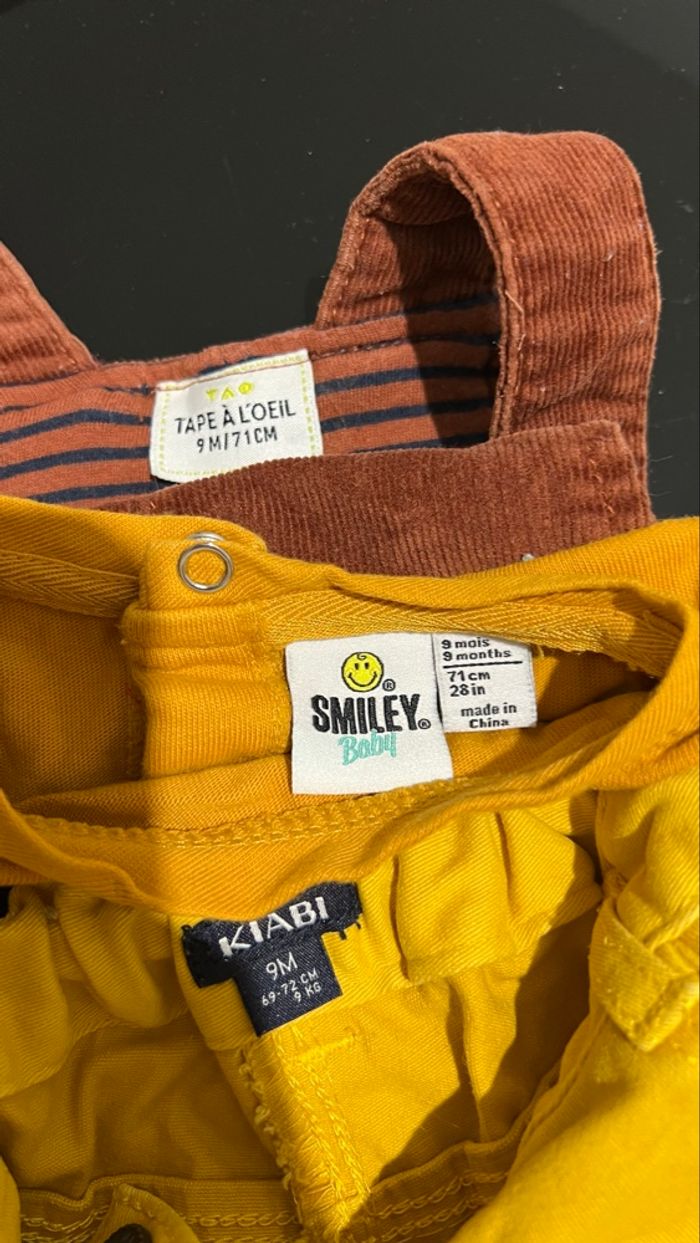 TAO
TAPE À L'OEIL
9M/71CM
SMILEY®
Baby
9 mois
9 months
71cm
28in
made in
China
KIABI
9M
69-72 CM
9 KG